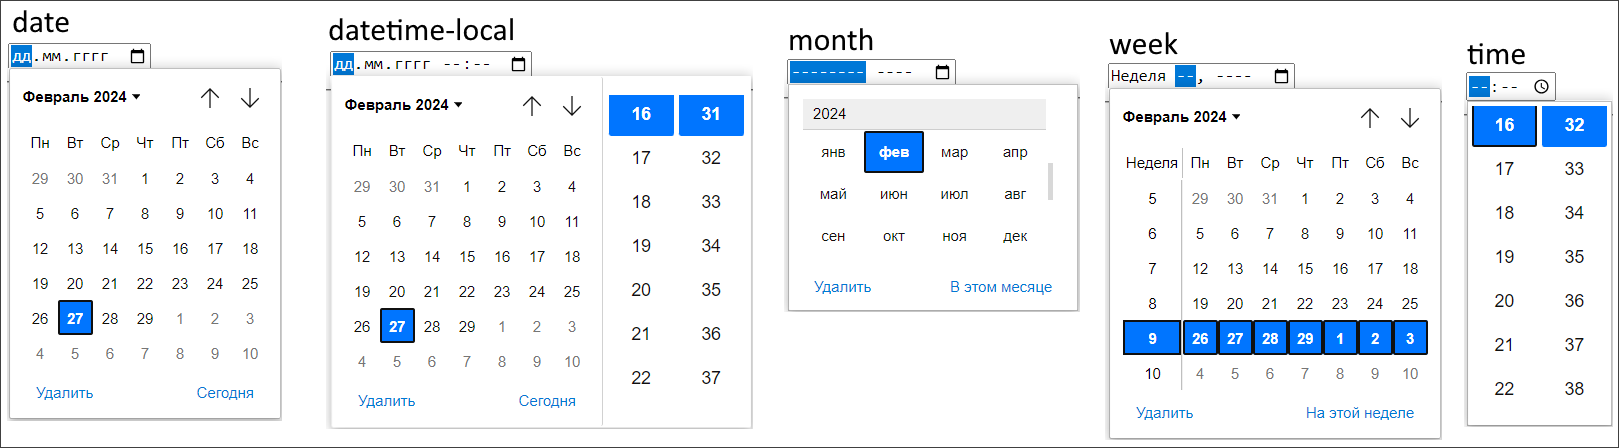 date
дд.мм.гггг
Февраль 2024
Пн Вт Ср Чт Пт Сб Вс
29 30 31 1 2 3 4
5 6 7 8 9 10 11
12 13 14 15 16 17 18
19 20 21 22 23 24 25
26 27 28 29 1 2 3
4 5 6 7 8 9 10
Удалить Сегодня
datetime-local
дд.мм.гггг --:--
Февраль 2024
Пн Вт Ср Чт Пт Сб Вс
29 30 31 1 2 3 4
5 6 7 8 9 10 11
12 13 14 15 16 17 18
19 20 21 22 23 24 25
26 27 28 29 1 2 3
4 5 6 7 8 9 10
Удалить Сегодня
16 31
17 32
18 33
19 34
20 35
21 36
22 37
month
-------- ----
2024
янв фев мар апр
май июн июл авг
сен окт ноя дек
Удалить В этом месяце
week
Неделя --, ----
Февраль 2024
Неделя Пн Вт Ср Чт Пт Сб Вс
5 29 30 31 1 2 3 4
6 5 6 7 8 9 10 11
7 12 13 14 15 16 17 18
8 19 20 21 22 23 24 25
9 26 27 28 29 1 2 3
10 4 5 6 7 8 9 10
Удалить На этой неделе
time
--:--
16 32
17 33
18 34
19 35
20 36
21 37
22 38